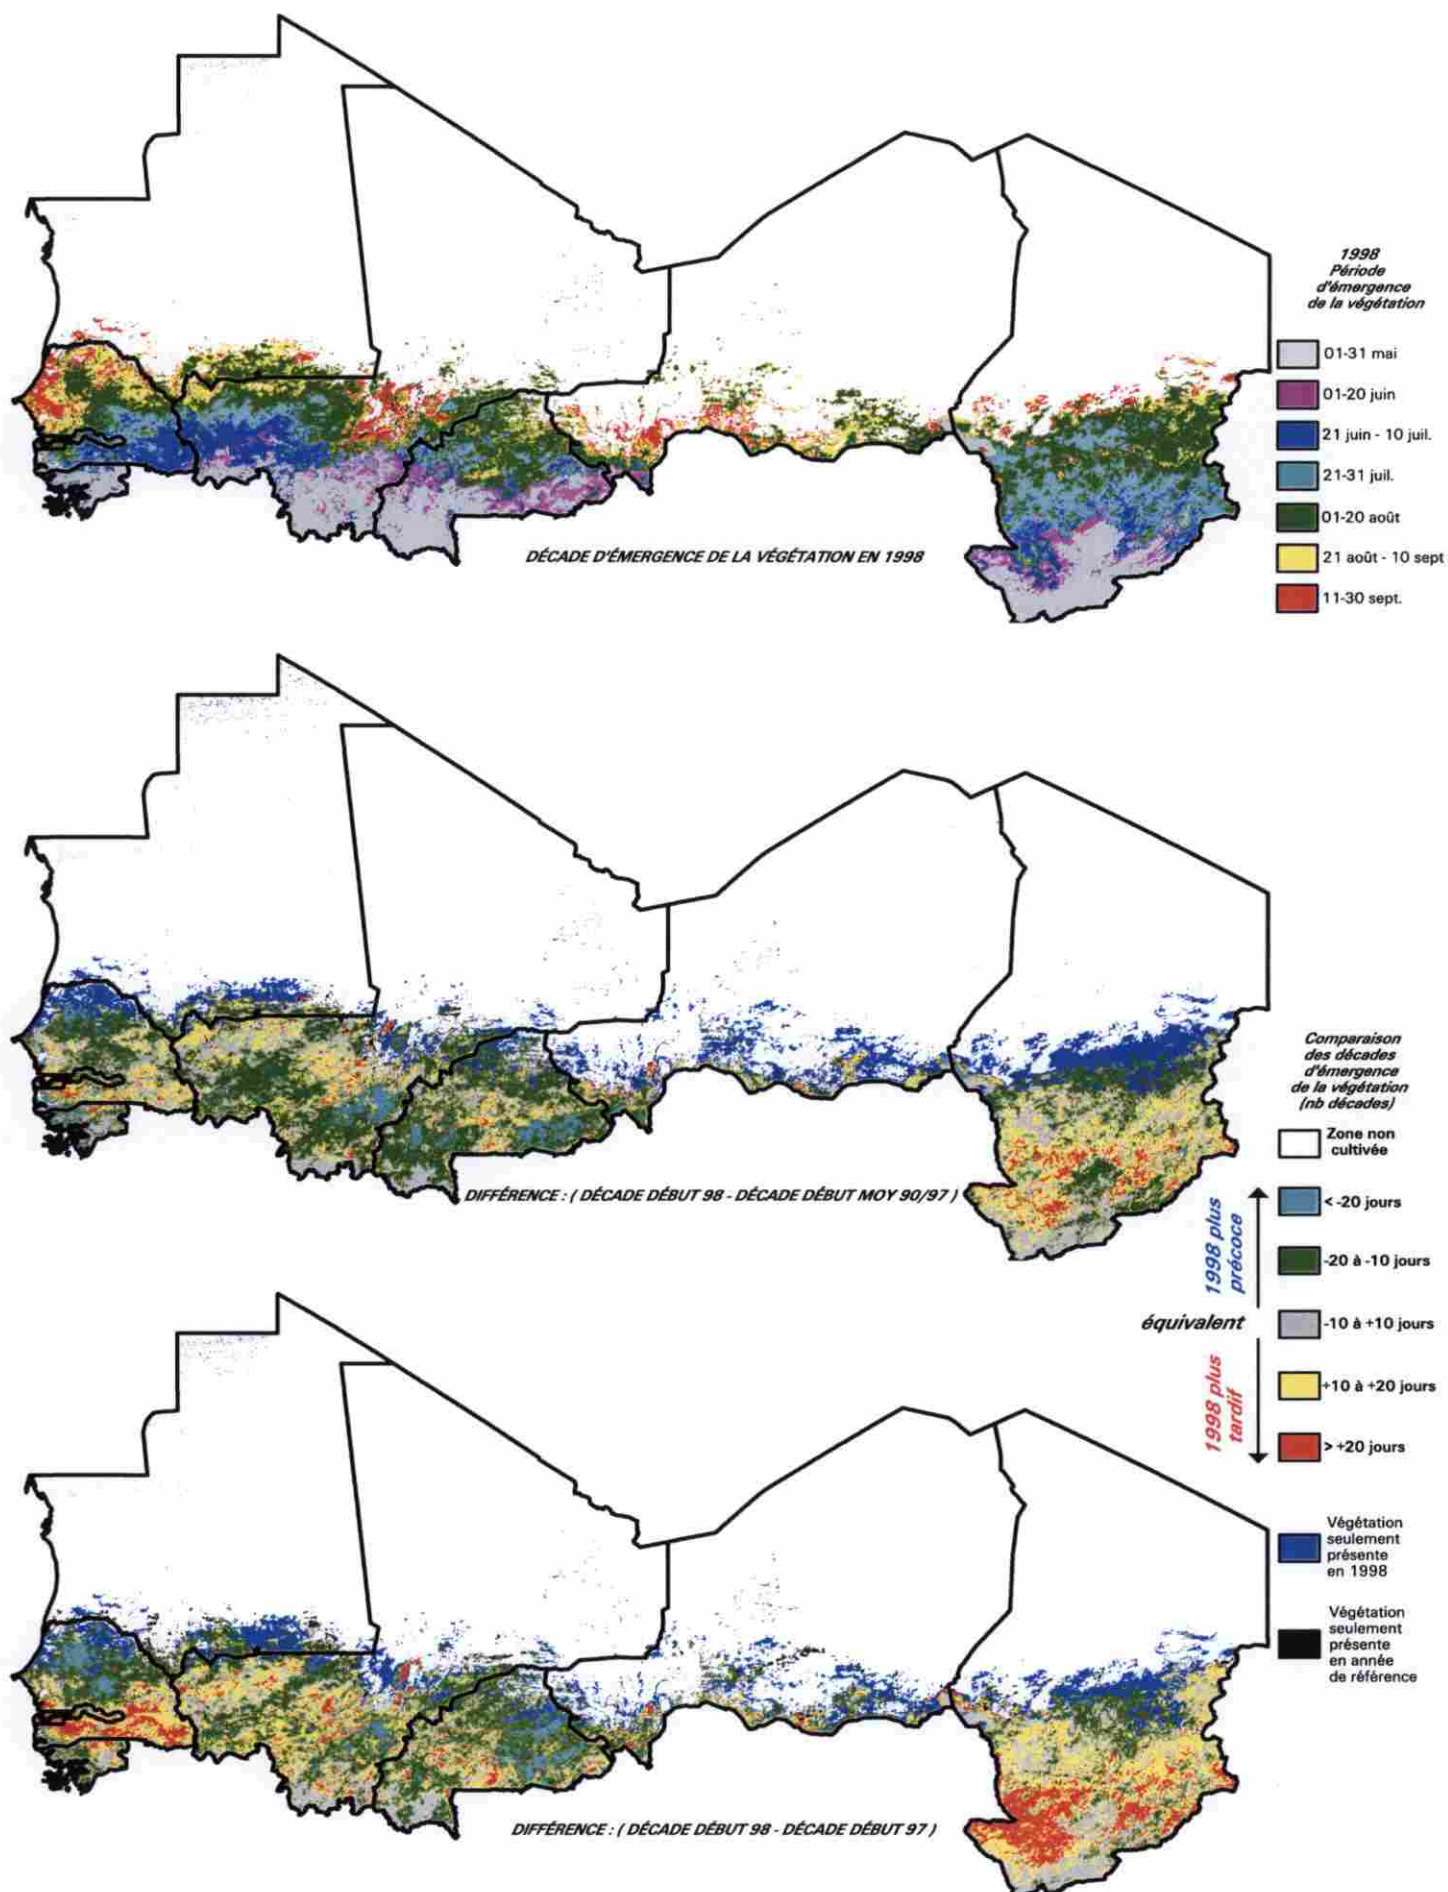 1998
Période
d'émergence
de la végétation
01-31 mai
01-20 juin
21 juin - 10 juil.
21-31 juil.
01-20 août
21 août - 10 sept
11-30 sept.
DÉCADE D'ÉMERGENCE DE LA VÉGÉTATION EN 1998
Comparaison
des décades
d'émergence
de la végétation
(nb décades)
Zone non
cultivée
< -20 jours
-20 à -10 jours
-10 à +10 jours
+10 à +20 jours
> +20 jours
1998 plus
précoce
équivalent
1998 plus
tardif
DIFFÉRENCE : ( DÉCADE DÉBUT 98 - DÉCADE DÉBUT MOY 90/97 )
Végétation
seulement
présente
en 1998
Végétation
seulement
présente
en année
de référence
DIFFÉRENCE : ( DÉCADE DÉBUT 98 - DÉCADE DÉBUT 97 )